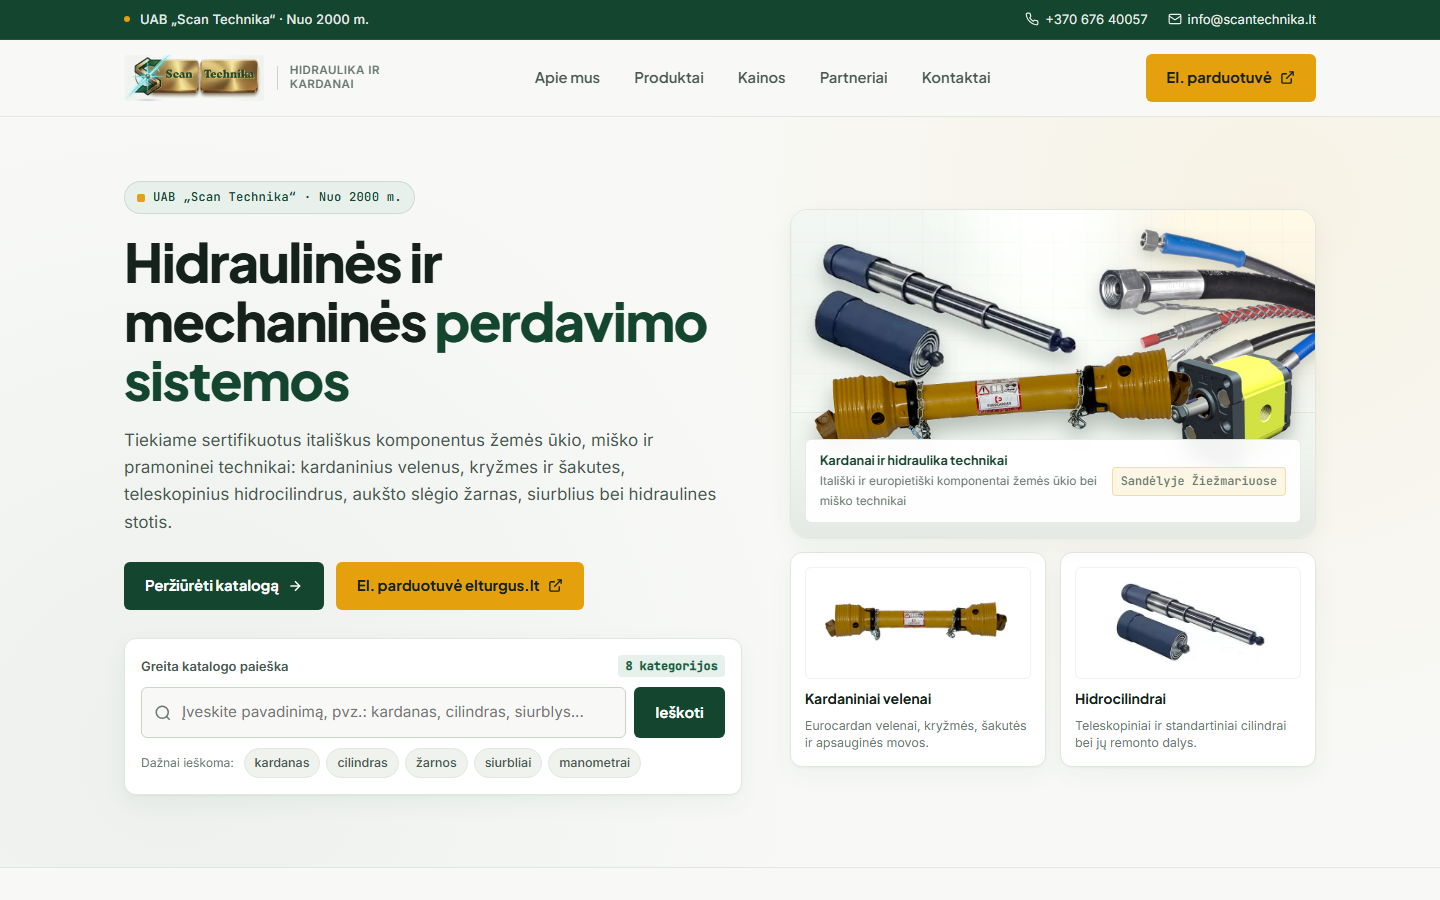 UAB „Scan Technika“ · Nuo 2000 m.
+370 676 40057
info@scantechnika.lt
Scan Technika
HIDRAULIKA IR
KARDANAI
Apie mus
Produktai
Kainos
Partneriai
Kontaktai
El. parduotuvė
UAB „Scan Technika“ · Nuo 2000 m.
Hidraulinės ir
mechaninės perdavimo
sistemos
Tiekiame sertifikuotus itališkus komponentus žemės ūkio, miško ir
pramoninei technikai: kardaninius velenus, kryžmes ir šakutes,
teleskopinius hidrocilindrus, aukšto slėgio žarnas, siurblius bei hidraulines
stotis.
Peržiūrėti katalogą
El. parduotuvė elturgus.lt
Greita katalogo paieška
8 kategorijos
Įveskite pavadinimą, pvz.: kardanas, cilindras, siurblys...
Ieškoti
Dažnai ieškoma:
kardanas
cilindras
žarnos
siurbliai
manometrai
Kardanai ir hidraulika technikai
Itališki ir europietiški komponentai žemės ūkio bei
miško technikai
Sandėlyje Žiežmariuose
Kardaniniai velenai
Eurocardan velenai, kryžmės, šakutės
ir apsauginės movos.
Hidrocilindrai
Teleskopiniai ir standartiniai cilindrai
bei jų remonto dalys.